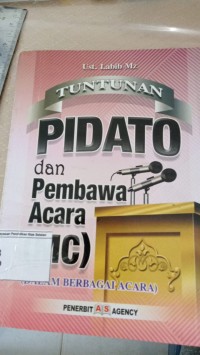 Ust. Labib Mz
TUNTUNAN
PIDATO
dan
Pembawa
Acara
MC)
DALAM BERBAGAI ACARA)
PENERBIT AS AGENCY